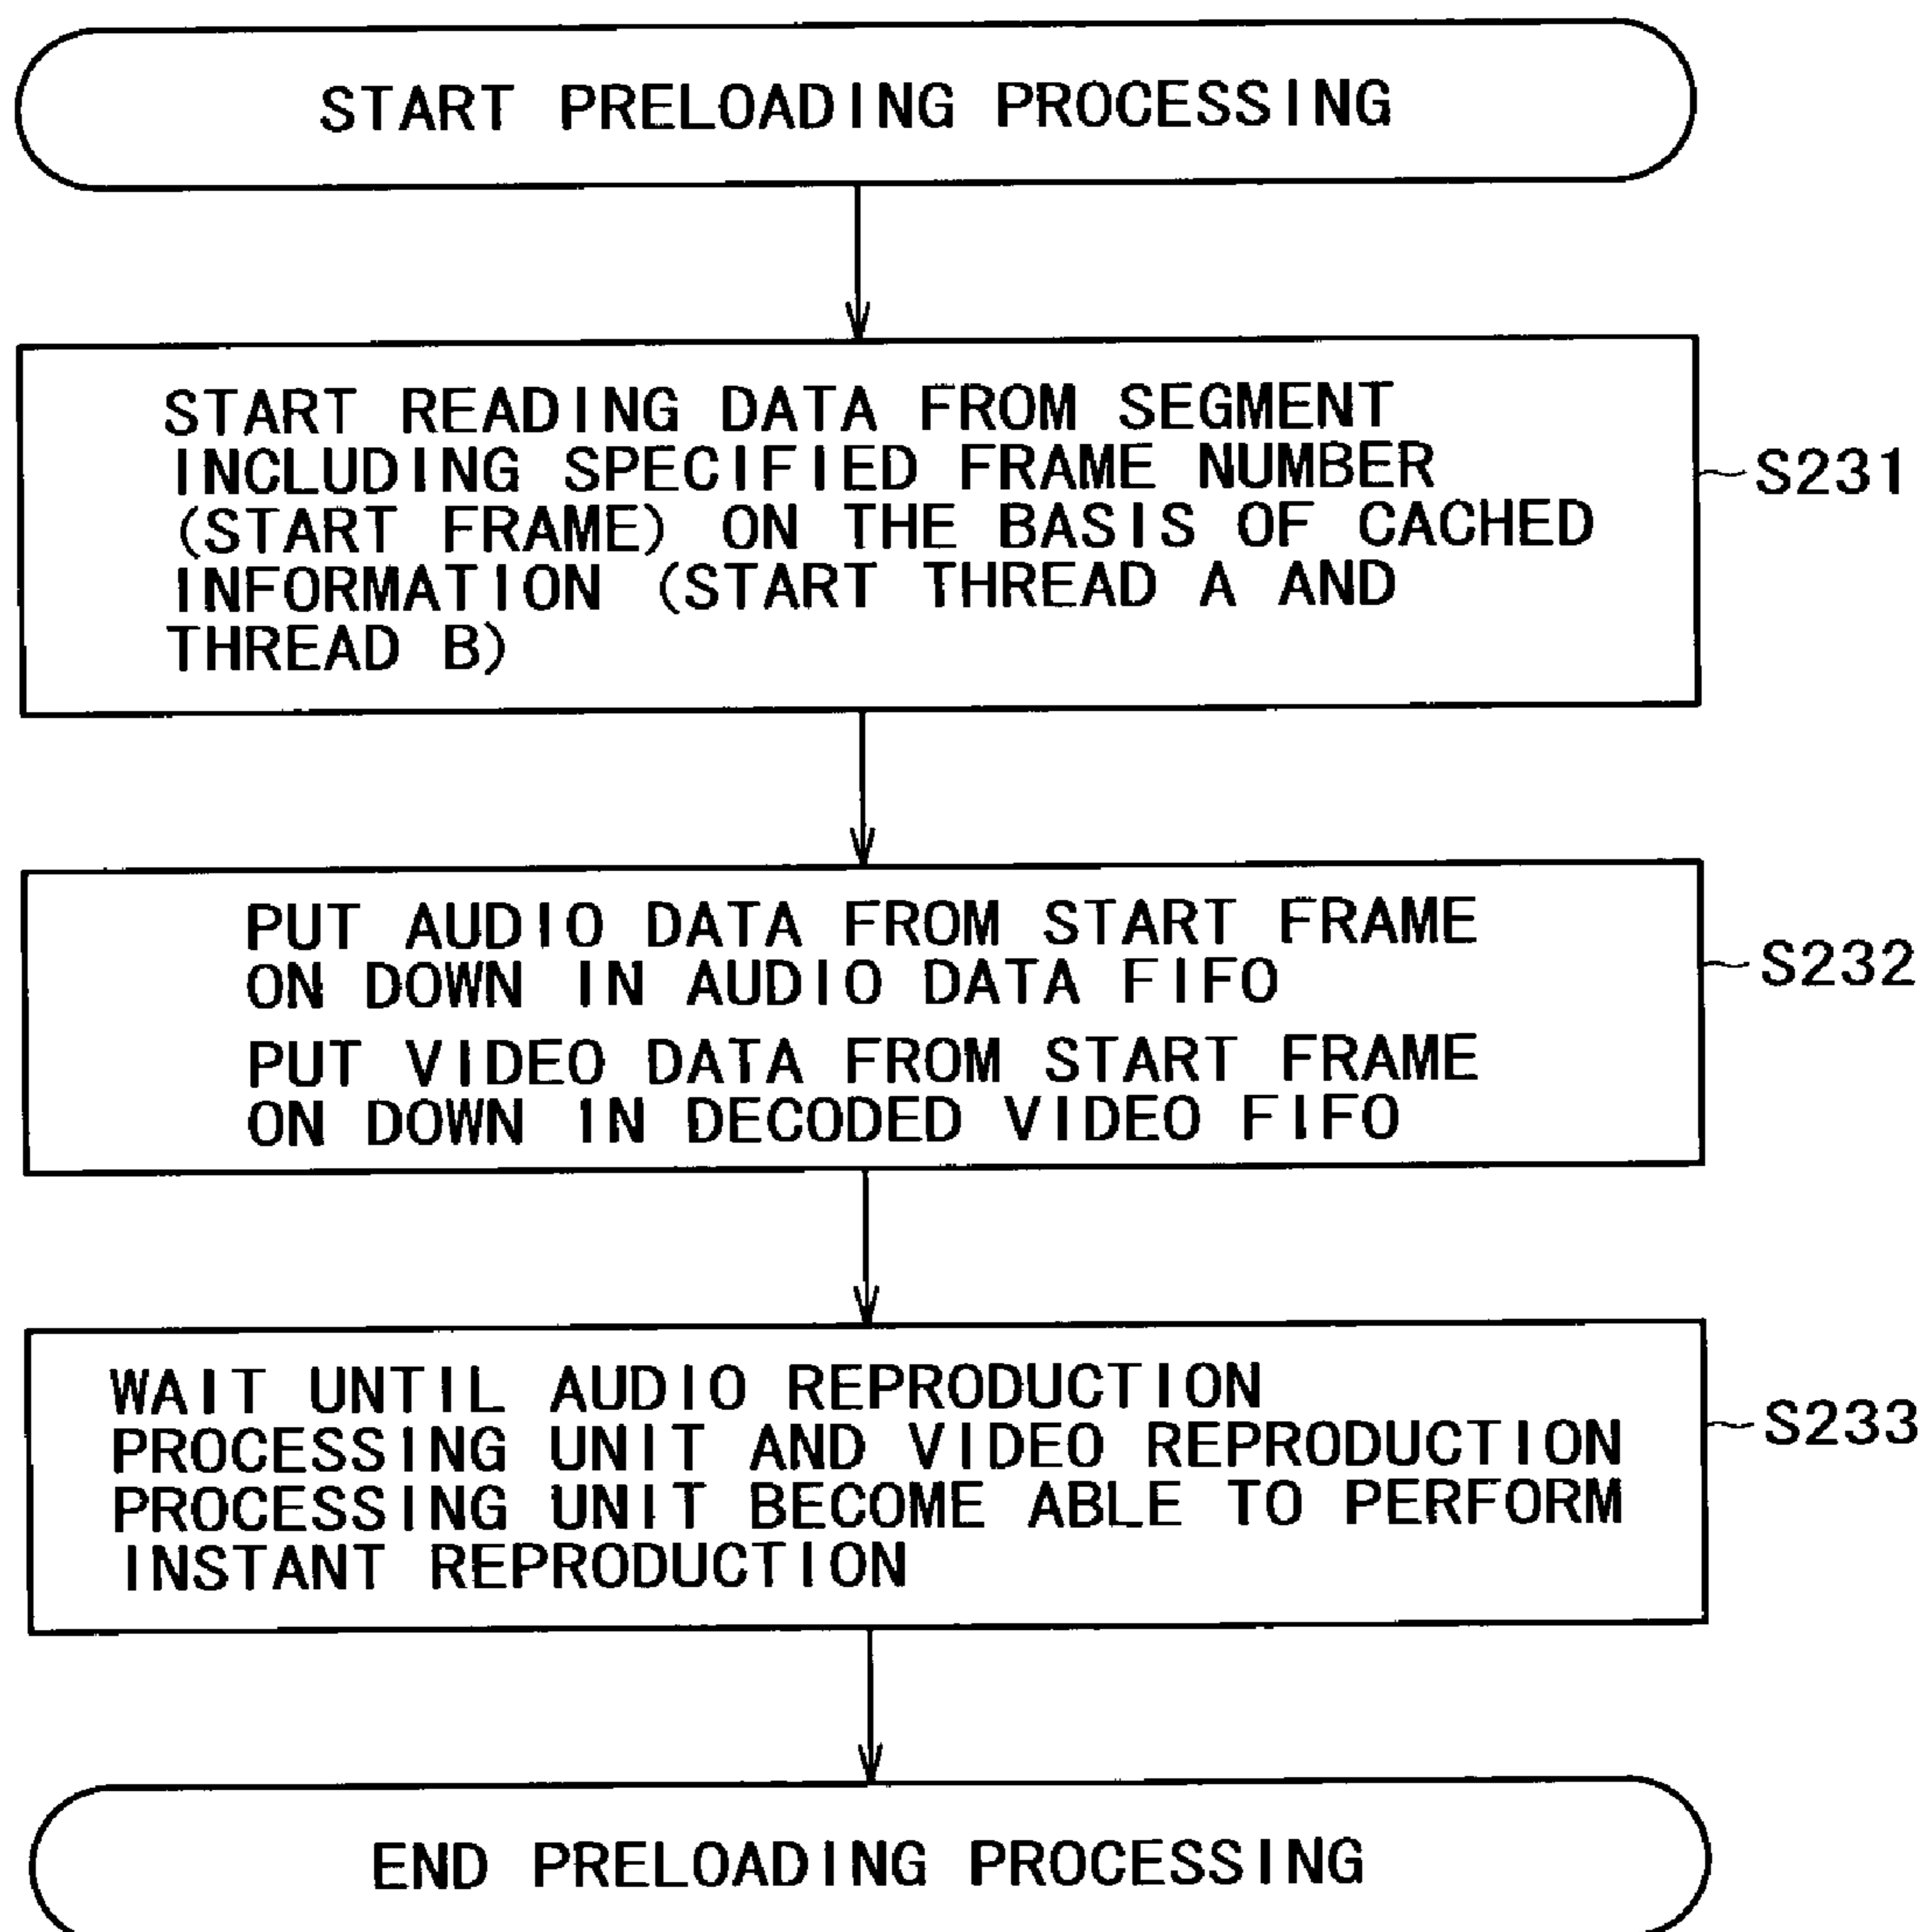 START PRELOADING PROCESSING
START READING DATA FROM SEGMENT
INCLUDING SPECIFIED FRAME NUMBER
(START FRAME) ON THE BASIS OF CACHED
INFORMATION (START THREAD A AND
THREAD B)
S231
PUT AUDIO DATA FROM START FRAME
ON DOWN IN AUDIO DATA FIFO
PUT VIDEO DATA FROM START FRAME
ON DOWN IN DECODED VIDEO FIFO
S232
WAIT UNTIL AUDIO REPRODUCTION
PROCESSING UNIT AND VIDEO REPRODUCTION
PROCESSING UNIT BECOME ABLE TO PERFORM
INSTANT REPRODUCTION
S233
END PRELOADING PROCESSING